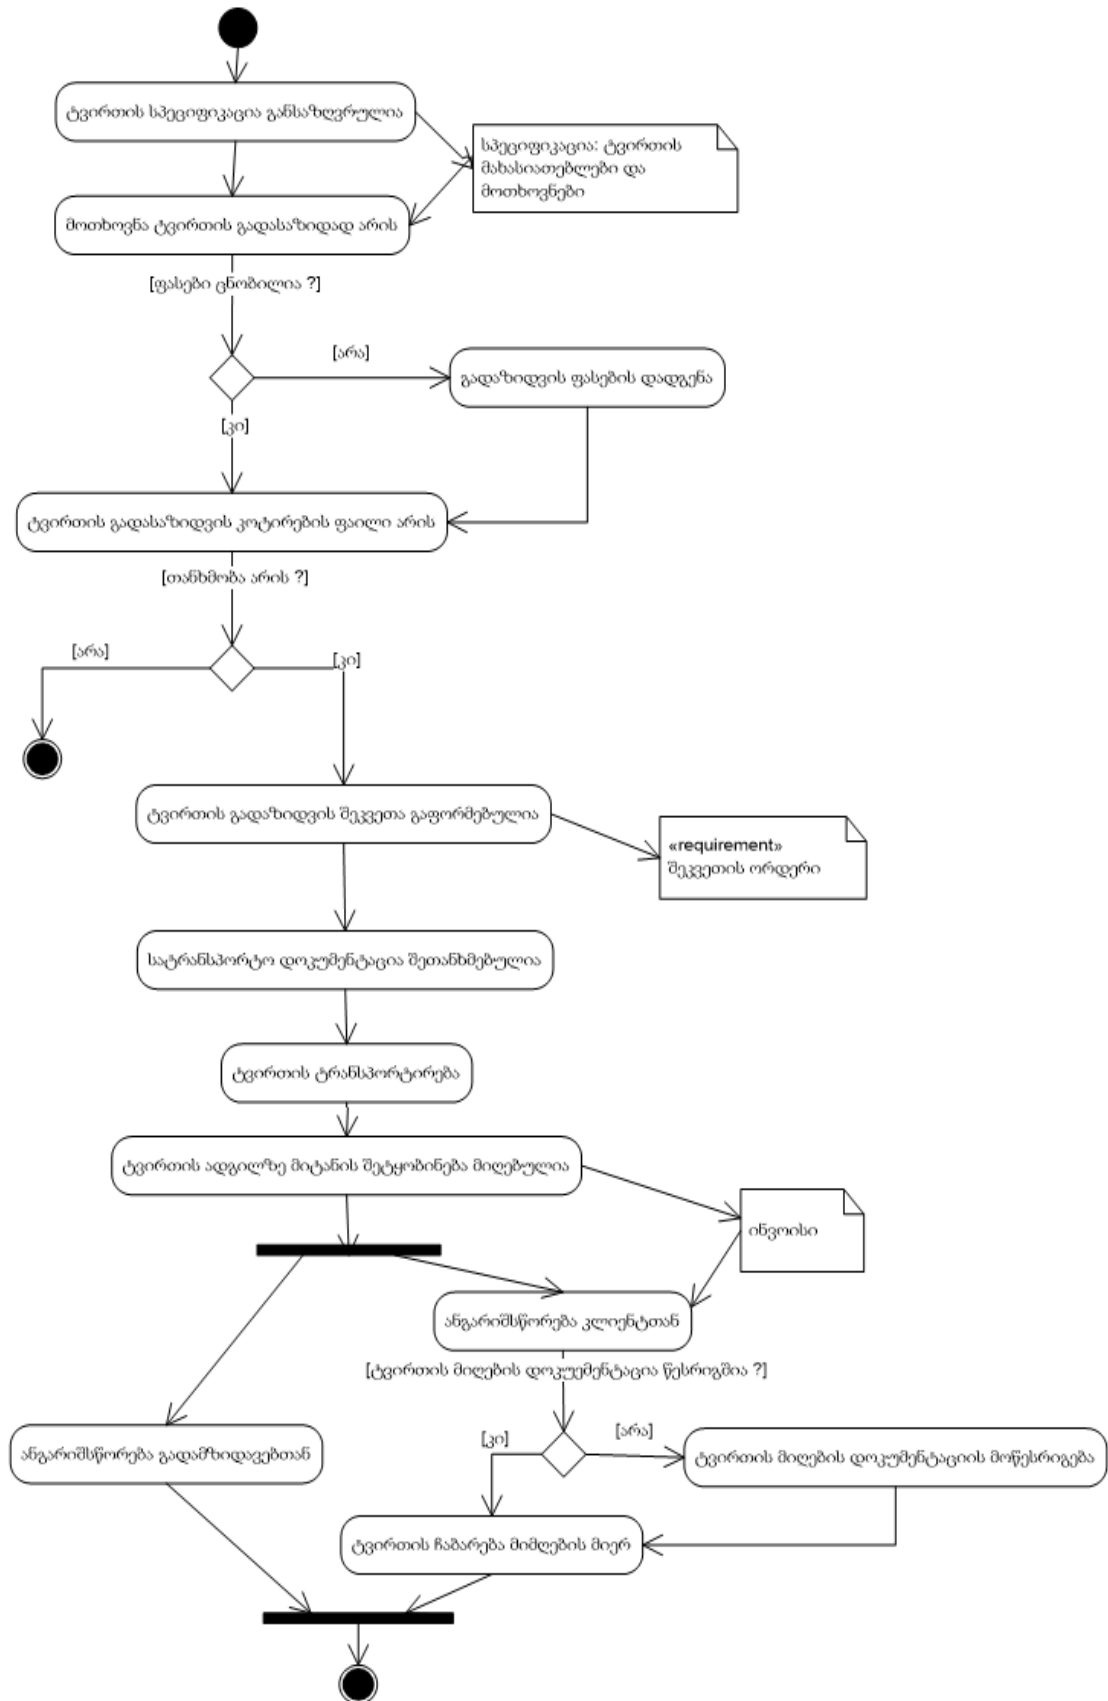 ტვირთის სპეციფიკაცია განსაზღვრულია
სპეციფიკაცია: ტვირთის
მახასიათებლები და
მოთხოვნები
მოთხოვნა ტვირთის გადასაზიდად არის
[ფასები ცნობილია ?]
[არა]
გადაზიდვის ფასების დადგენა
[კი]
ტვირთის გადასაზიდვის კოტირების ფაილი არის
[თანხმობა არის ?]
[არა]
[კი]
ტვირთის გადაზიდვის შეკვეთა გაფორმებულია
«requirement»
შეკვეთის ორდერი
სატრანსპორტო დოკუმენტაცია შეთანხმებულია
ტვირთის ტრანსპორტირება
ტვირთის ადგილზე მიტანის შეტყობინება მიღებულია
ინვოისი
ანგარიშსწორება კლიენტთან
[ტვირთის მიღების დოკუემენტაცია წესრიგშია ?]
[კი]
[არა]
ანგარიშსწორება გადამზიდავებთან
ტვირთის მიღების დოკუმენტაციის მოწესრიგება
ტვირთის ჩაბარება მიმღების მიერ